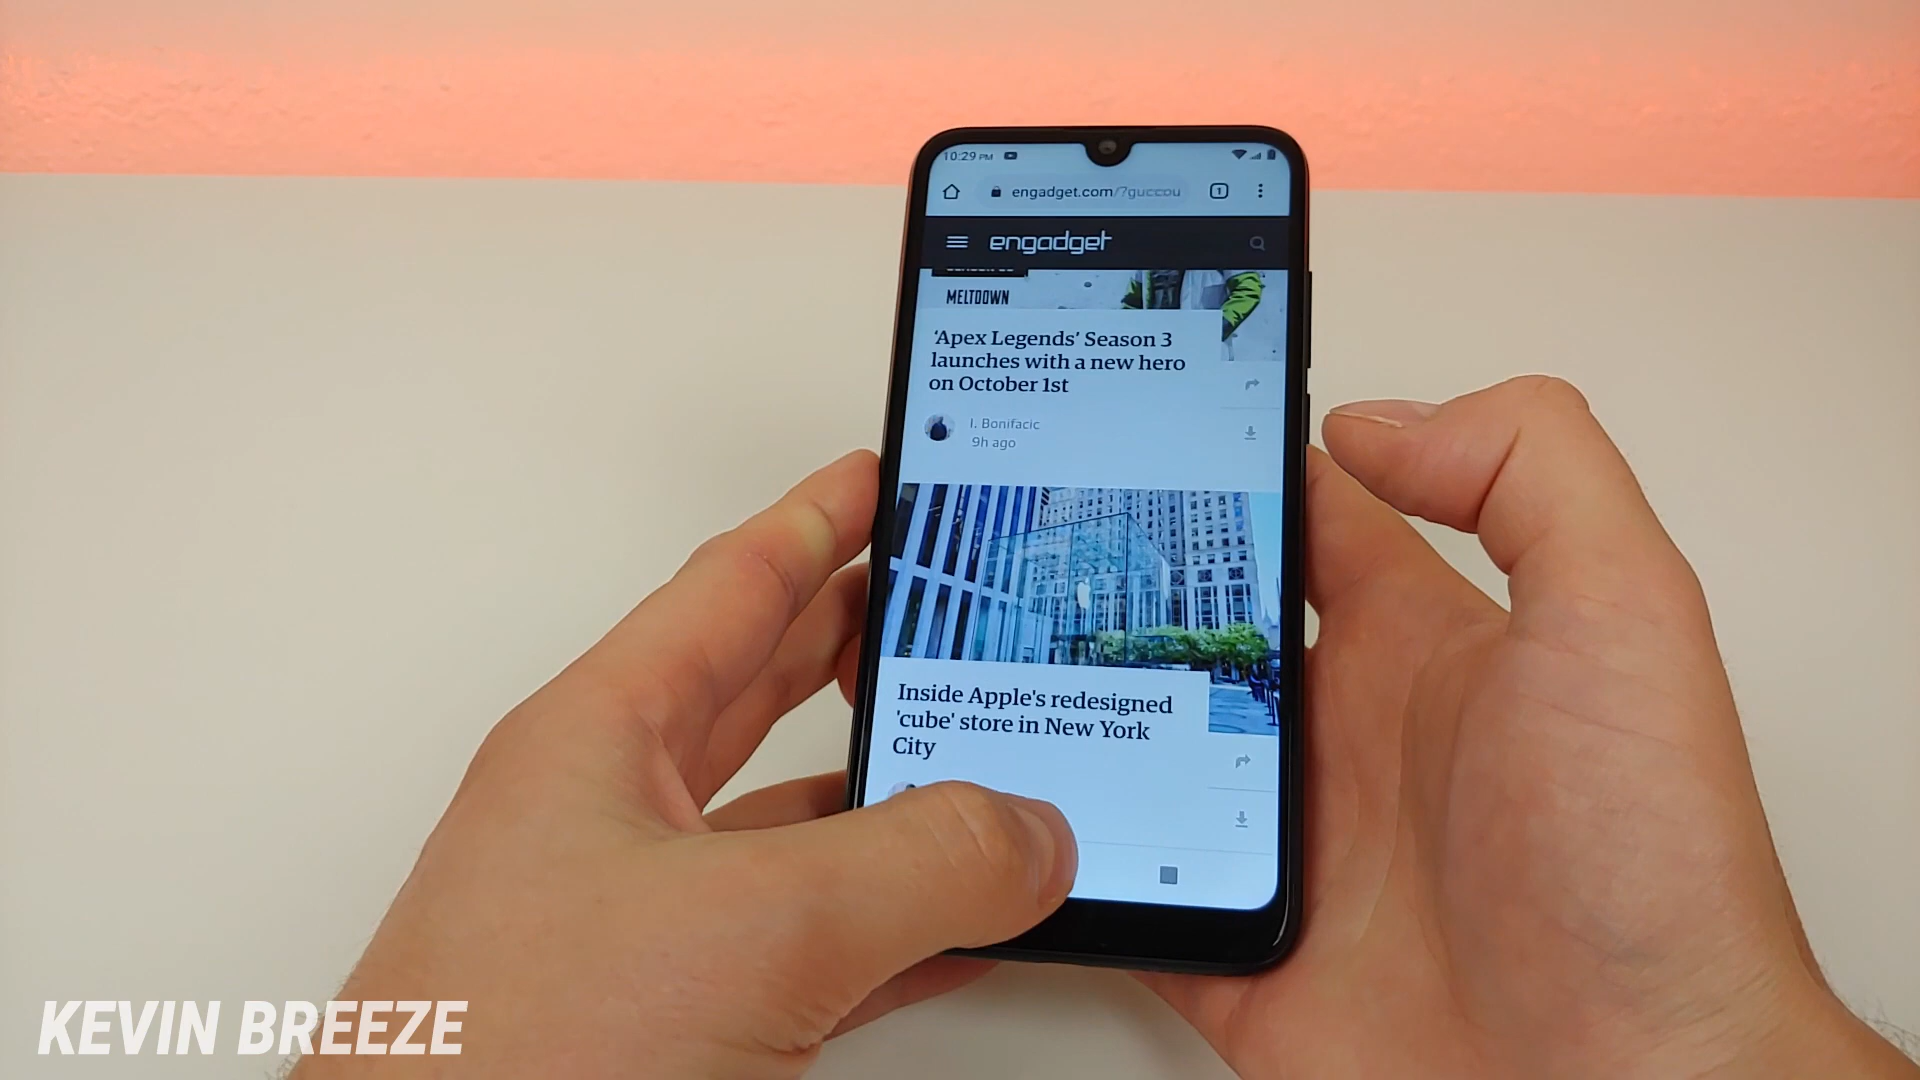 10:29 PM
engadget.com/?guccou
1
engadget
MELTDOWN
‘Apex Legends’ Season 3
launches with a new hero
on October 1st
I. Bonifacic
9h ago
Inside Apple's redesigned
'cube' store in New York
City
KEVIN BREEZE